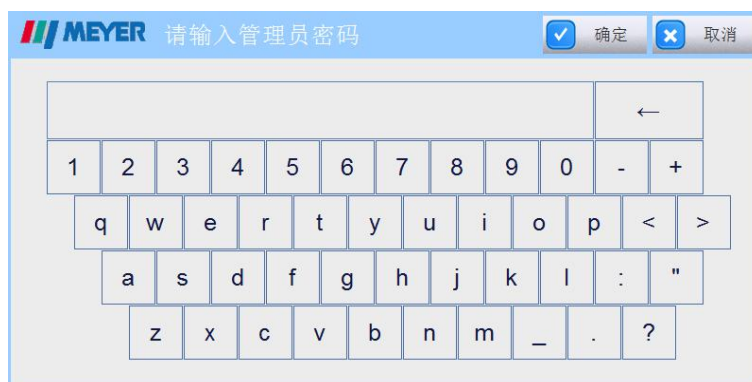 MEYER 请输入管理员密码 确定 取消
←
1 2 3 4 5 6 7 8 9 0 - +
q w e r t y u i o p < >
a s d f g h j k l : "
z x c v b n m _ . ?